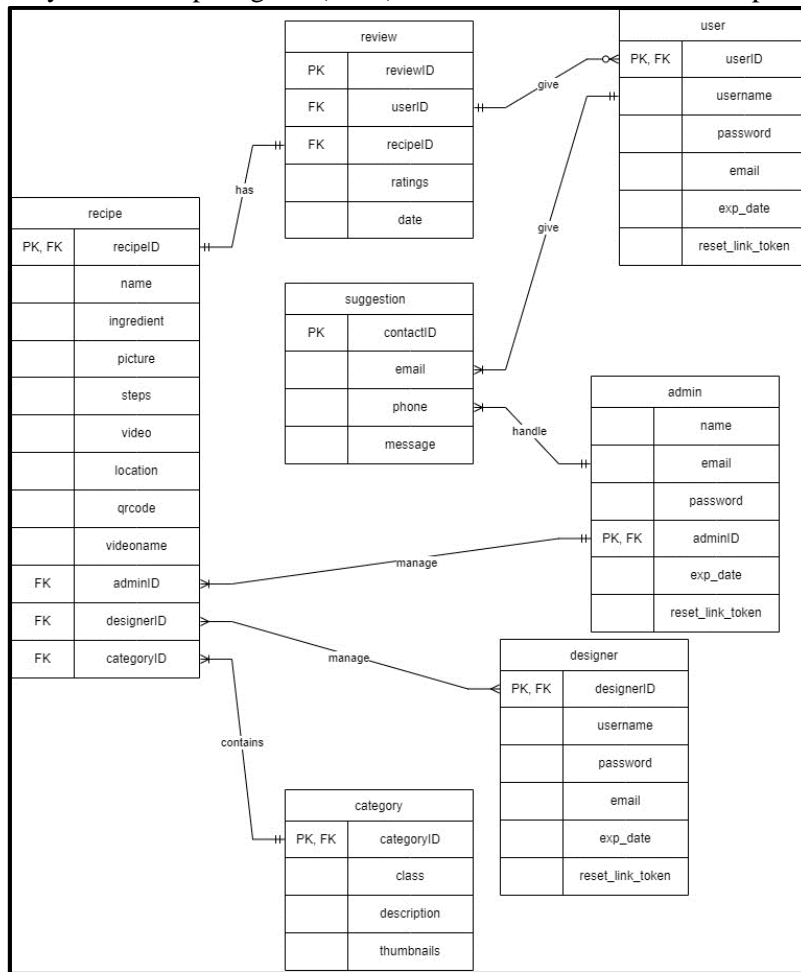 review
PK reviewID
FK userID
FK recipeID
ratings
date
user
PK, FK userID
username
password
email
exp_date
reset_link_token
give
has
give
recipe
PK, FK recipeID
name
ingredient
picture
steps
video
location
qrcode
videoname
FK adminID
FK designerID
FK categoryID
suggestion
PK contactID
email
phone
message
handle
admin
name
email
password
PK, FK adminID
exp_date
reset_link_token
manage
manage
designer
PK, FK designerID
username
password
email
exp_date
reset_link_token
contains
category
PK, FK categoryID
class
description
thumbnails